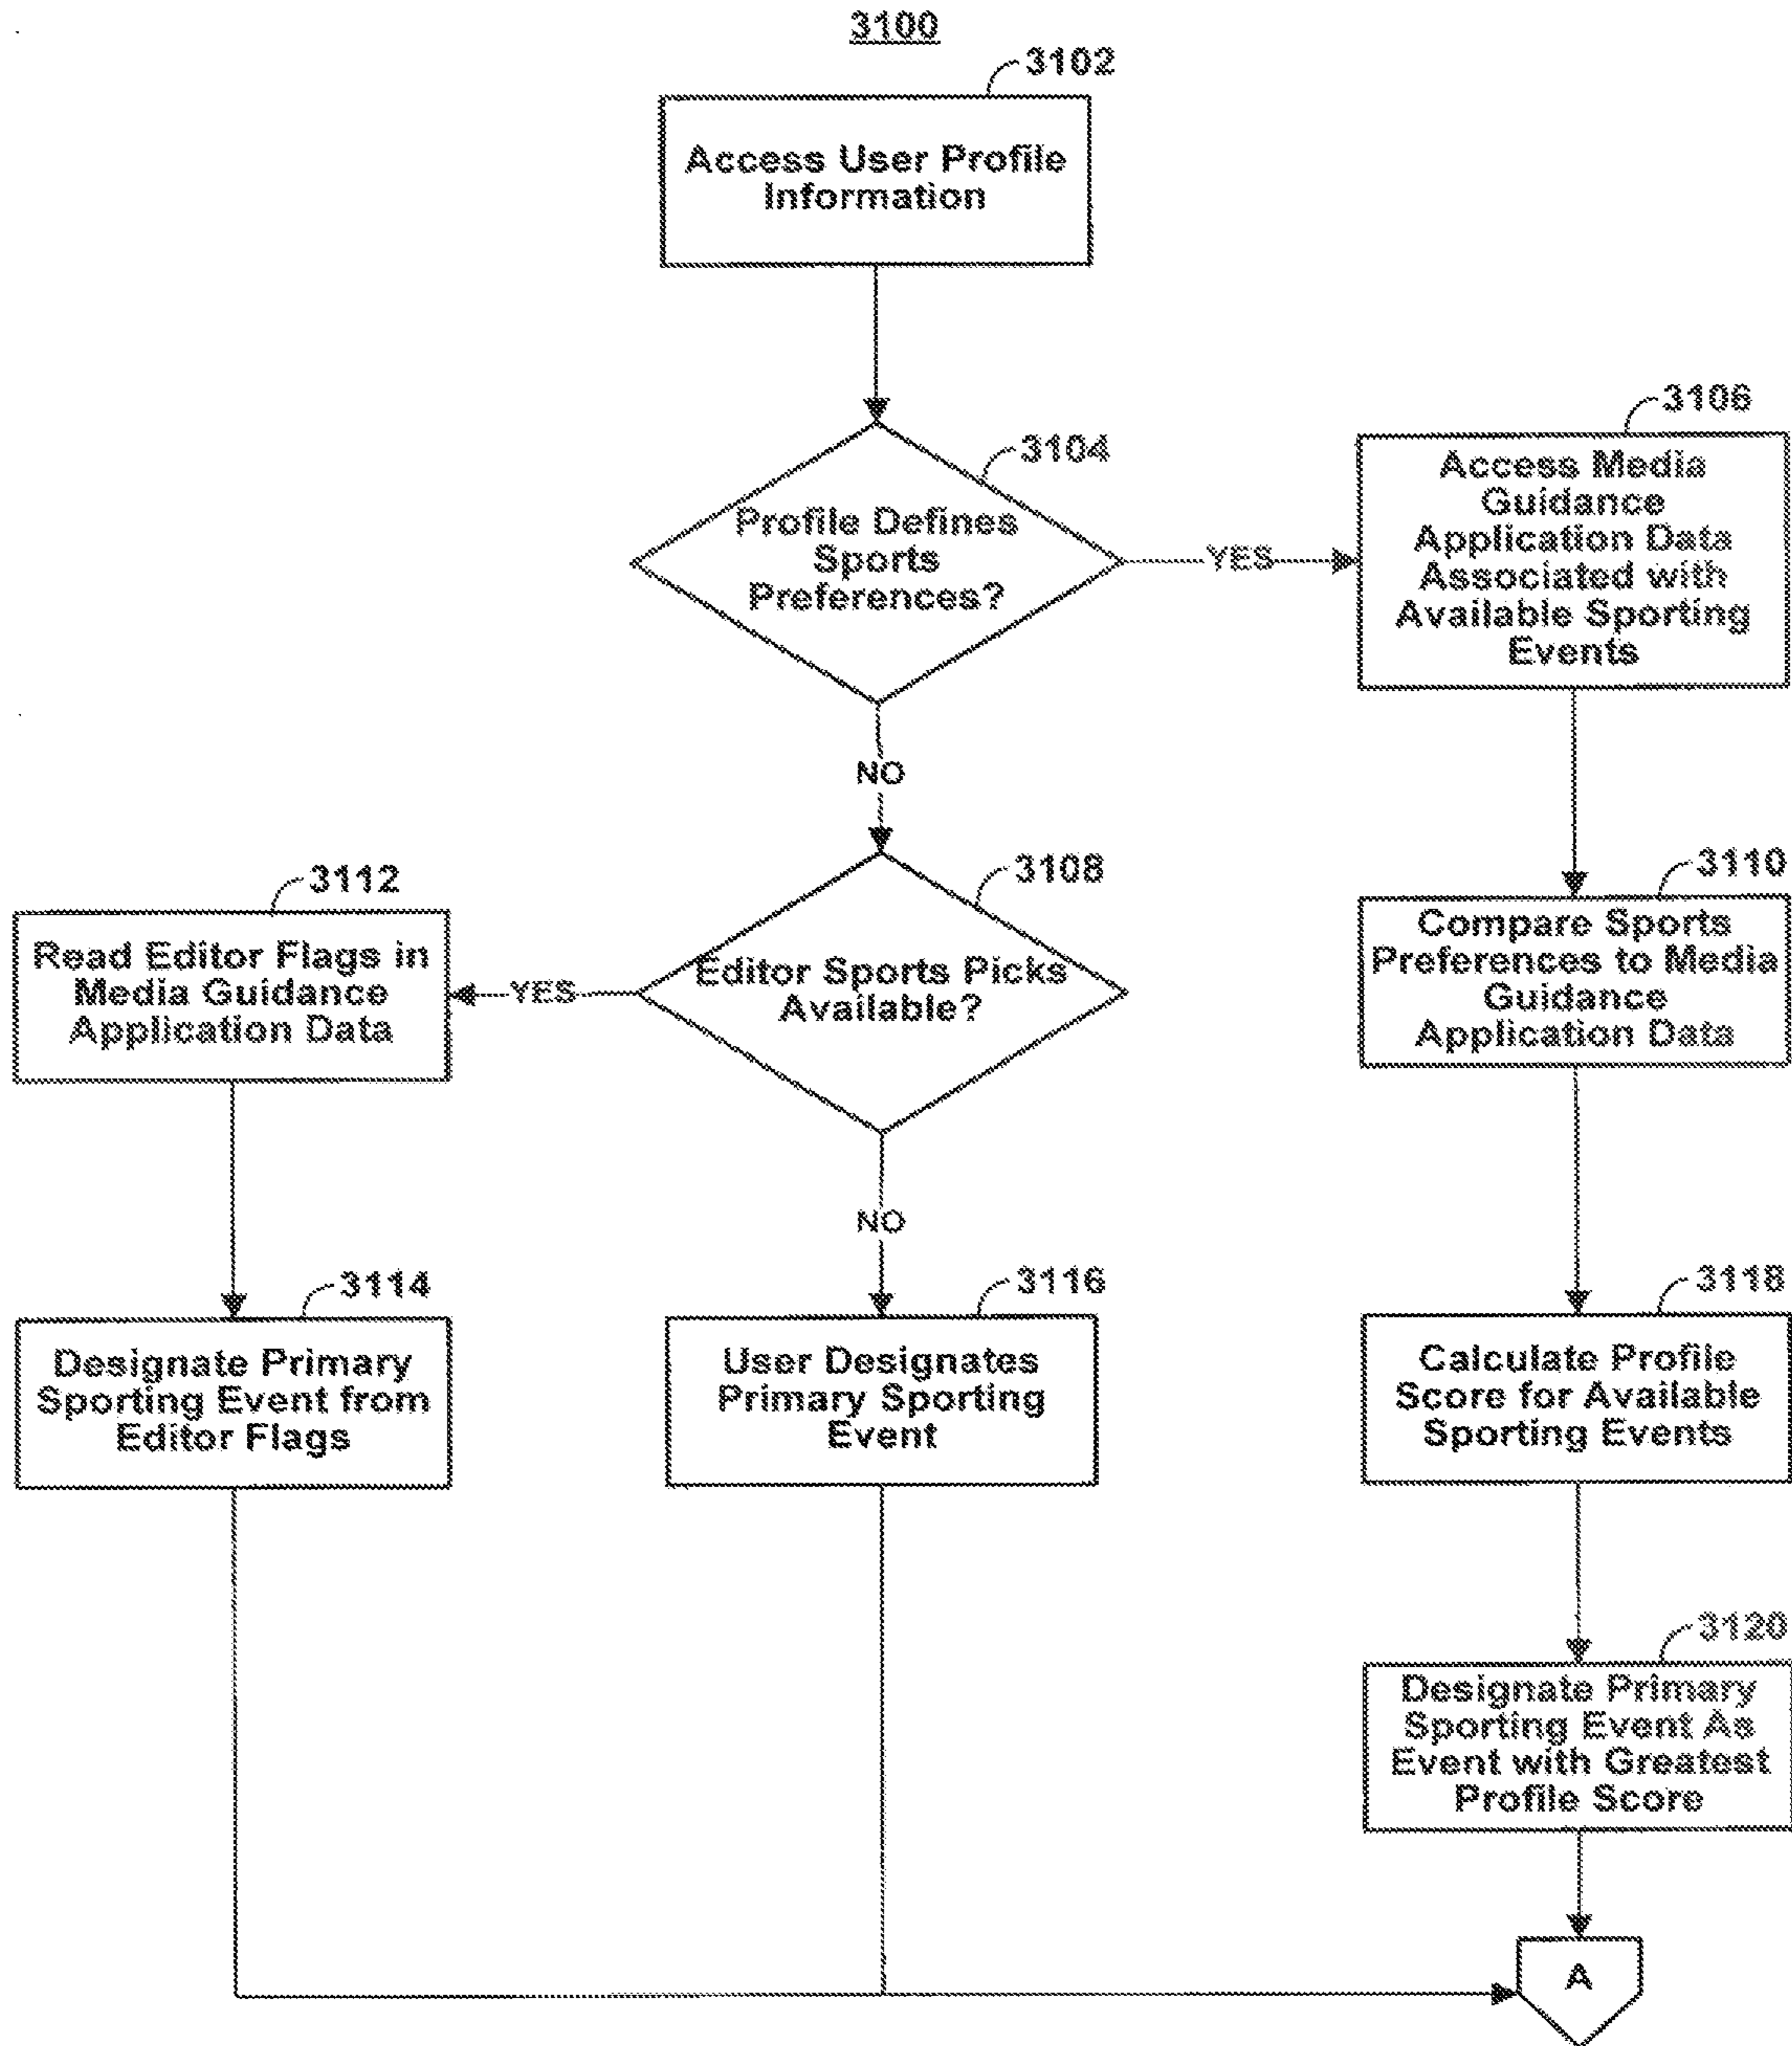 3100
3102
Access User Profile
Information
3104
Profile Defines
Sports
Preferences?
YES
3106
Access Media
Guidance
Application Data
Associated with
Available Sporting
Events
NO
3108
Editor Sports Picks
Available?
YES
3112
Read Editor Flags in
Media Guidance
Application Data
3110
Compare Sports
Preferences to Media
Guidance
Application Data
NO
3114
Designate Primary
Sporting Event from
Editor Flags
3116
User Designates
Primary Sporting
Event
3118
Calculate Profile
Score for Available
Sporting Events
3120
Designate Primary
Sporting Event As
Event with Greatest
Profile Score
A